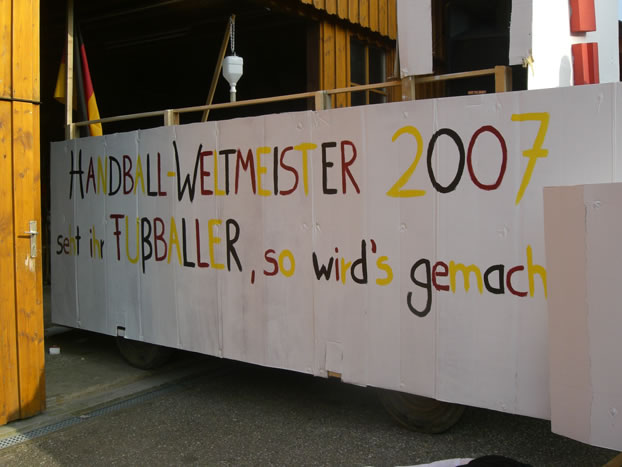 HANDBALL-WELTMEISTER 2007
seht ihr FUßBALLER, so wird's gemach